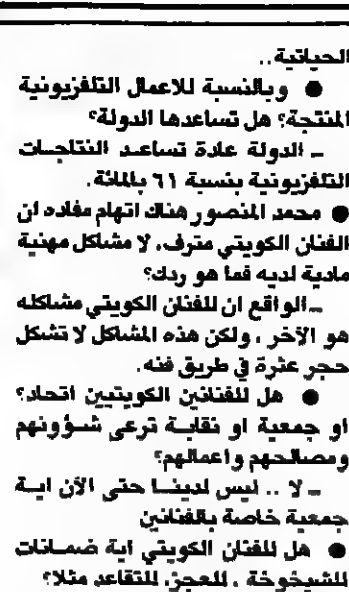 الحياتية..
● وبالنسبة للاعمال التلفزيونية
المنتجة؟ هل تساعدها الدولة؟
ـ الدولة عادة تساعد النتاجات
التلفزيونية بنسبة ٦١ بالمائة.
● محمد المنصور هناك اتهام مفاده ان
الفنان الكويتي مترف، لا مشاكل مهنية
مادية لديه فما هو ردك؟
ـ الواقع ان للفنان الكويتي مشاكله
هو الآخر، ولكن هذه المشاكل لا تشكل
حجر عثرة في طريق فنه.
● هل للفنانين الكويتيين اتحاد؟
او جمعية او نقابة ترعى شؤونهم
ومصالحهم واعمالهم؟
ـ لا .. ليس لدينا حتى الآن اية
جمعية خاصة بالفنانين
● هل للفنان الكويتي أية ضمانات
للشيخوخة، للعجز، للتقاعد مثلا؟